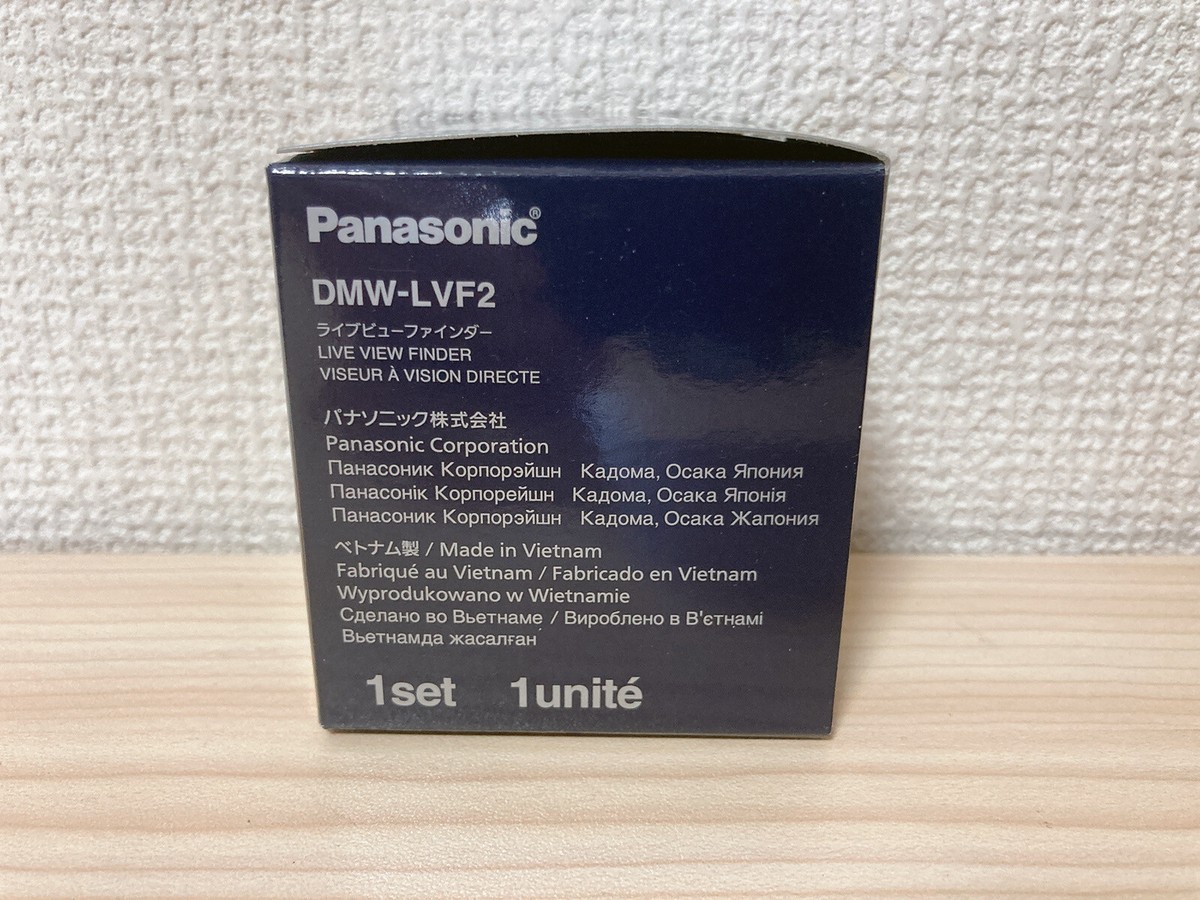 Panasonic®
DMW-LVF2
ライブビューファインダー
LIVE VIEW FINDER
VISEUR À VISION DIRECTE
パナソニック株式会社
Panasonic Corporation
Панасоник Корпорэйшн Кадома, Осака Япония
Панасонік Корпорейшн Кадома, Осака Японія
Панасоник Корпорэйшн Кадома, Осака Жапония
ベトナム製 / Made in Vietnam
Fabriqué au Vietnam / Fabricado en Vietnam
Wyprodukowano w Wietnamie
Сделано во Вьетнаме / Вироблено в В'єтнамі
Вьетнамда жасалған
1set 1unité